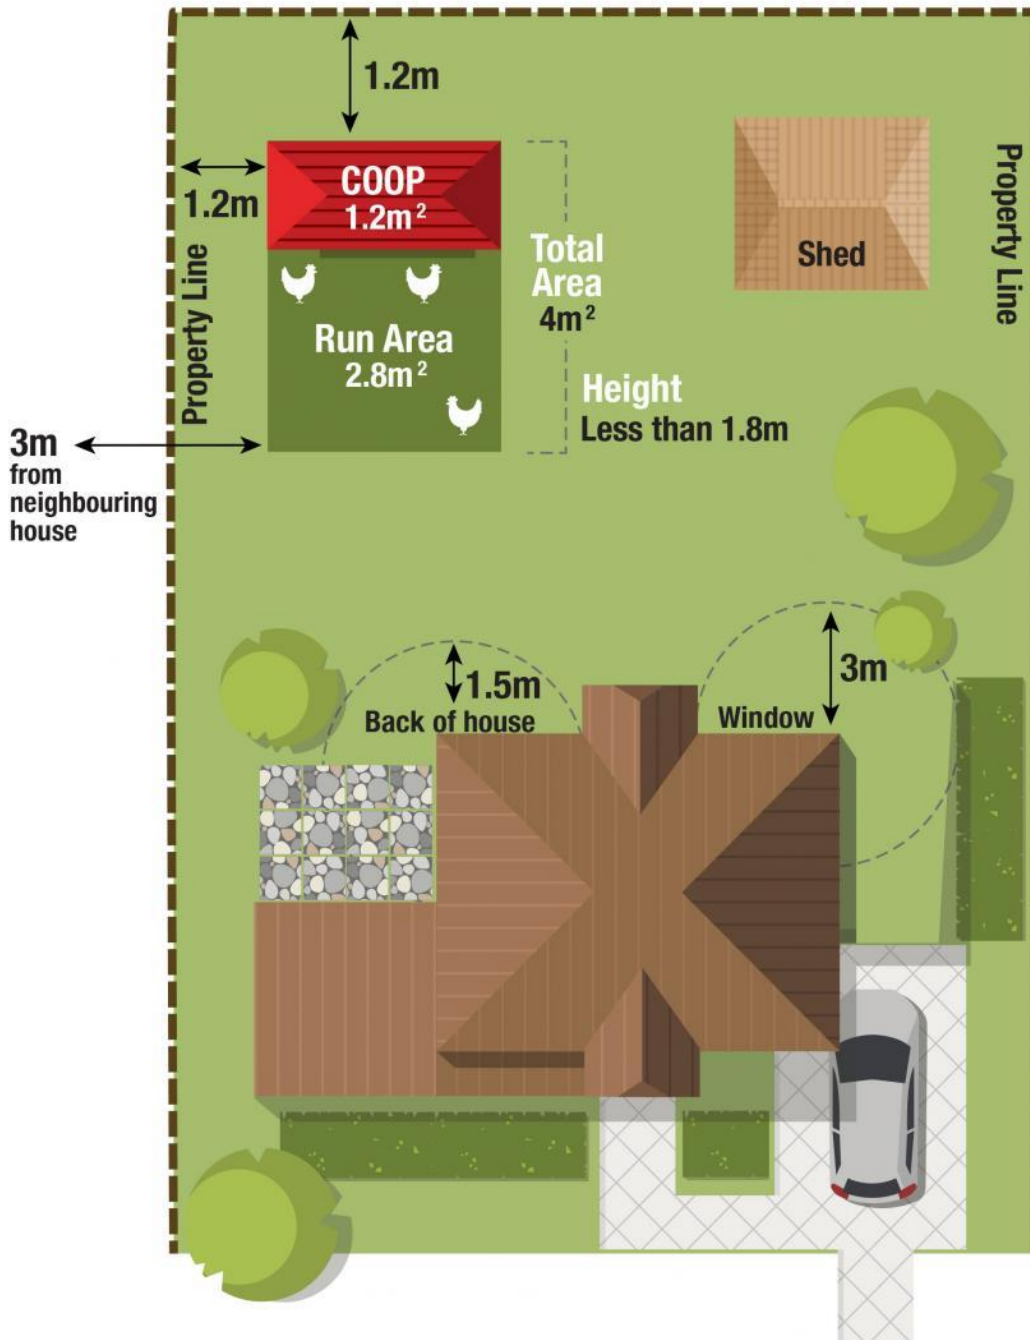 1.2m
1.2m
COOP
1.2m²
Property Line
Run Area
2.8m²
Total
Area
4m²
Height
Less than 1.8m
Shed
Property Line
3m
from
neighbouring
house
1.5m
Back of house
3m
Window